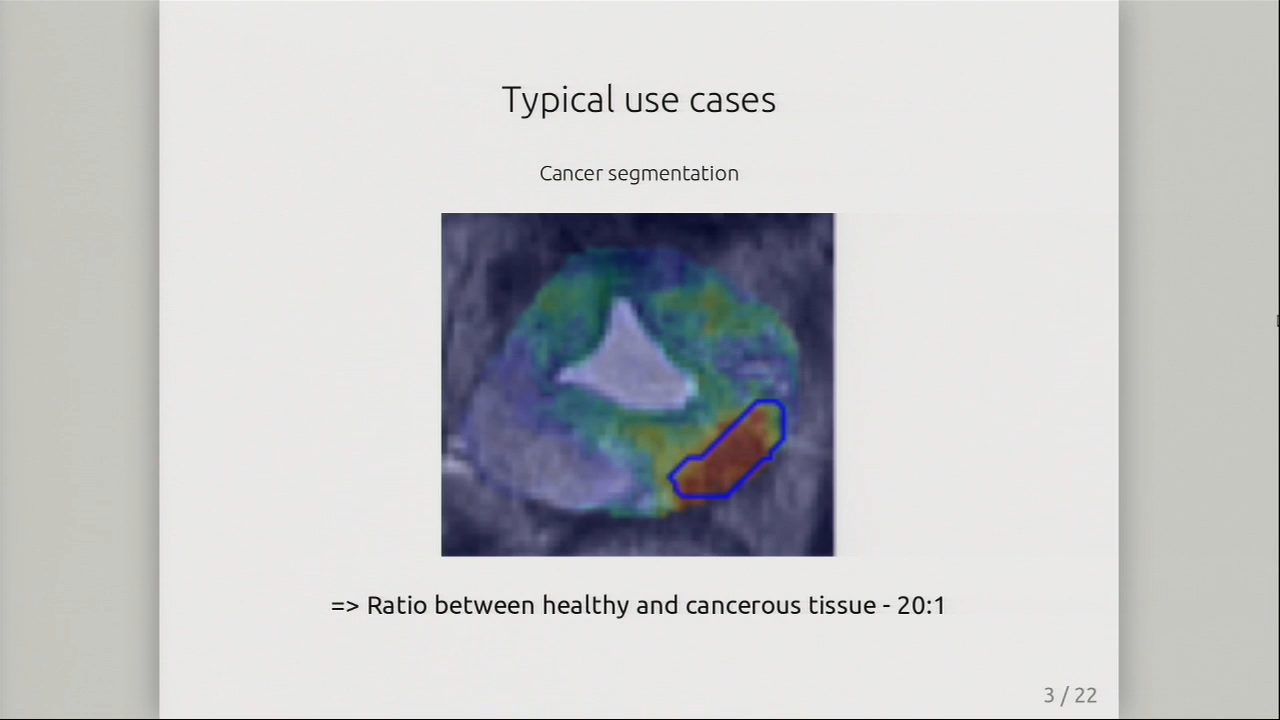 Typical use cases
Cancer segmentation
=> Ratio between healthy and cancerous tissue - 20:1
3 / 22